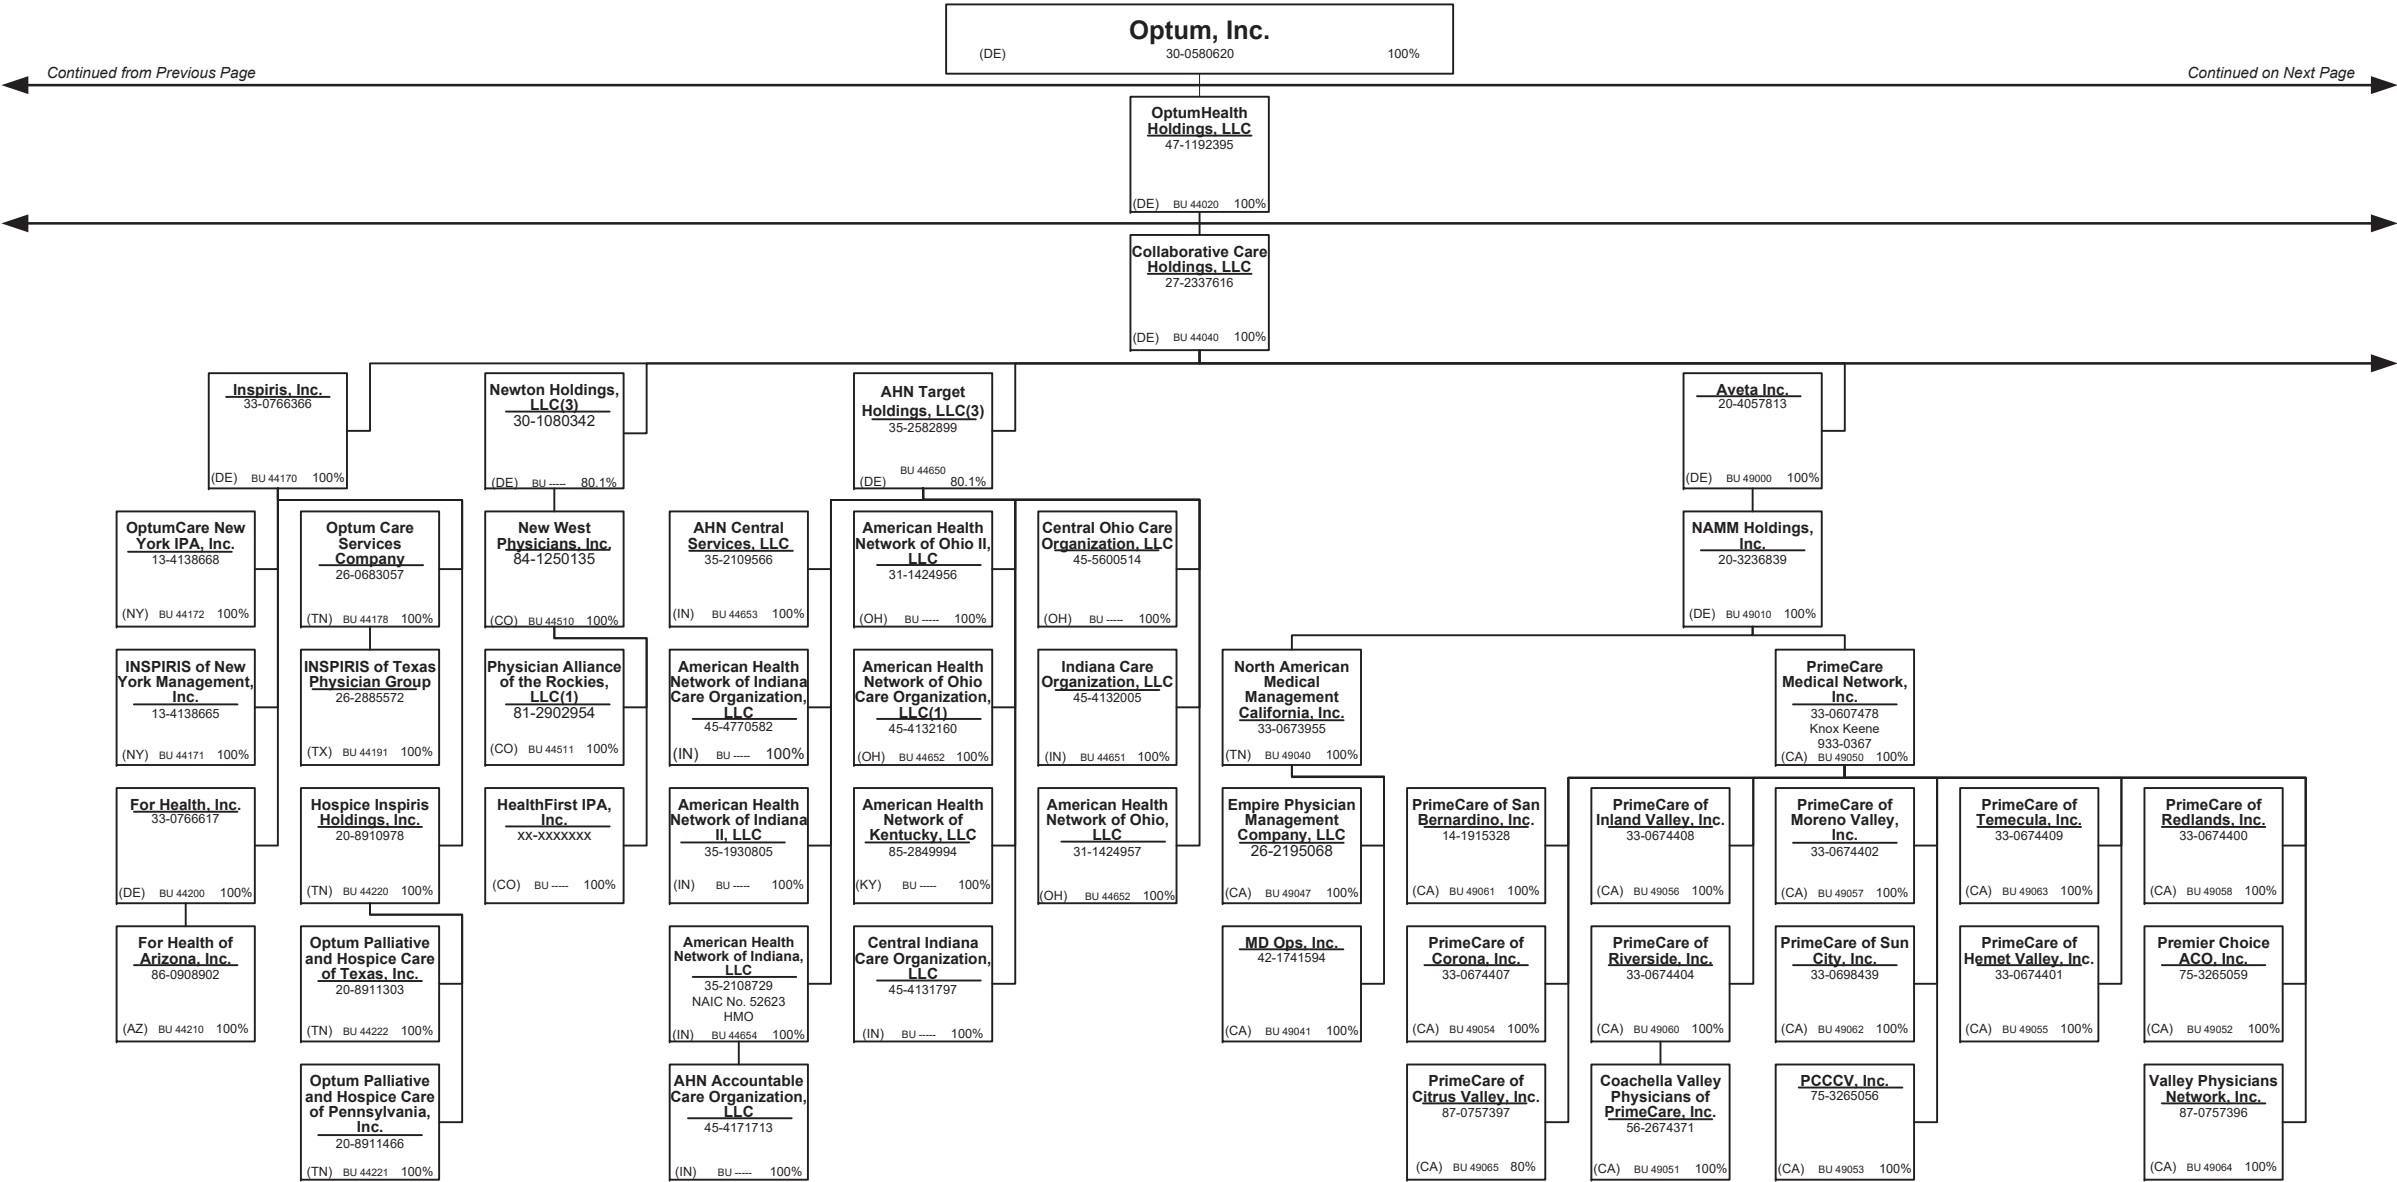 Optum, Inc.
(DE) 30-0580620 100%
Continued from Previous Page
Continued on Next Page
OptumHealth
Holdings, LLC
47-1192395
(DE) BU 44020 100%
Collaborative Care
Holdings, LLC
27-2337616
(DE) BU 44040 100%
Inspiris, Inc.
33-0766366
(DE) BU 44170 100%
Newton Holdings,
LLC(3)
30-1080342
(DE) BU ----- 80.1%
AHN Target
Holdings, LLC(3)
35-2582899
BU 44650
(DE) 80.1%
Aveta Inc.
20-4057813
(DE) BU 49000 100%
OptumCare New
York IPA, Inc.
13-4138668
(NY) BU 44172 100%
Optum Care
Services
Company
26-0683057
(TN) BU 44178 100%
New West
Physicians, Inc.
84-1250135
(CO) BU 44510 100%
AHN Central
Services, LLC
35-2109566
(IN) BU 44653 100%
American Health
Network of Ohio II,
LLC
31-1424956
(OH) BU ----- 100%
Central Ohio Care
Organization, LLC
45-5600514
(OH) BU ----- 100%
NAMM Holdings,
Inc.
20-3236839
(DE) BU 49010 100%
INSPIRIS of New
York Management,
Inc.
13-4138665
(NY) BU 44171 100%
INSPIRIS of Texas
Physician Group
26-2885572
(TX) BU 44191 100%
Physician Alliance
of the Rockies,
LLC(1)
81-2902954
(CO) BU 44511 100%
American Health
Network of Indiana
Care Organization,
LLC
45-4770582
(IN) BU ----- 100%
American Health
Network of Ohio
Care Organization,
LLC(1)
45-4132160
(OH) BU 44652 100%
Indiana Care
Organization, LLC
45-4132005
(IN) BU 44651 100%
North American
Medical
Management
California, Inc.
33-0673955
(TN) BU 49040 100%
PrimeCare
Medical Network,
Inc.
33-0607478
Knox Keene
933-0367
(CA) BU 49050 100%
For Health, Inc.
33-0766617
(DE) BU 44200 100%
Hospice Inspiris
Holdings, Inc.
20-8910978
(TN) BU 44220 100%
HealthFirst IPA,
Inc.
xx-xxxxxxx
(CO) BU ----- 100%
American Health
Network of Indiana
II, LLC
35-1930805
(IN) BU ----- 100%
American Health
Network of
Kentucky, LLC
85-2849994
(KY) BU ----- 100%
American Health
Network of Ohio,
LLC
31-1424957
(OH) BU 44652 100%
Empire Physician
Management
Company, LLC
26-2195068
(CA) BU 49047 100%
PrimeCare of San
Bernardino, Inc.
14-1915328
(CA) BU 49061 100%
PrimeCare of
Inland Valley, Inc.
33-0674408
(CA) BU 49056 100%
PrimeCare of
Moreno Valley,
Inc.
33-0674402
(CA) BU 49057 100%
PrimeCare of
Temecula, Inc.
33-0674409
(CA) BU 49063 100%
PrimeCare of
Redlands, Inc.
33-0674400
(CA) BU 49058 100%
For Health of
Arizona, Inc.
86-0908902
(AZ) BU 44210 100%
Optum Palliative
and Hospice Care
of Texas, Inc.
20-8911303
(TN) BU 44222 100%
American Health
Network of Indiana,
LLC
35-2108729
NAIC No. 52623
HMO
(IN) BU 44654 100%
Central Indiana
Care Organization,
LLC
45-4131797
(IN) BU ----- 100%
MD Ops, Inc.
42-1741594
(CA) BU 49041 100%
PrimeCare of
Corona, Inc.
33-0674407
(CA) BU 49054 100%
PrimeCare of
Riverside, Inc.
33-0674404
(CA) BU 49060 100%
PrimeCare of Sun
City, Inc.
33-0698439
(CA) BU 49062 100%
PrimeCare of
Hemet Valley, Inc.
33-0674401
(CA) BU 49055 100%
Premier Choice
ACO, Inc.
75-3265059
(CA) BU 49052 100%
Optum Palliative
and Hospice Care
of Pennsylvania,
Inc.
20-8911466
(TN) BU 44221 100%
AHN Accountable
Care Organization,
LLC
45-4171713
(IN) BU ----- 100%
PrimeCare of
Citrus Valley, Inc.
87-0757397
(CA) BU 49065 80%
Coachella Valley
Physicians of
PrimeCare, Inc.
56-2674371
(CA) BU 49051 100%
PCCCV, Inc.
75-3265056
(CA) BU 49053 100%
Valley Physicians
Network, Inc.
87-0757396
(CA) BU 49064 100%